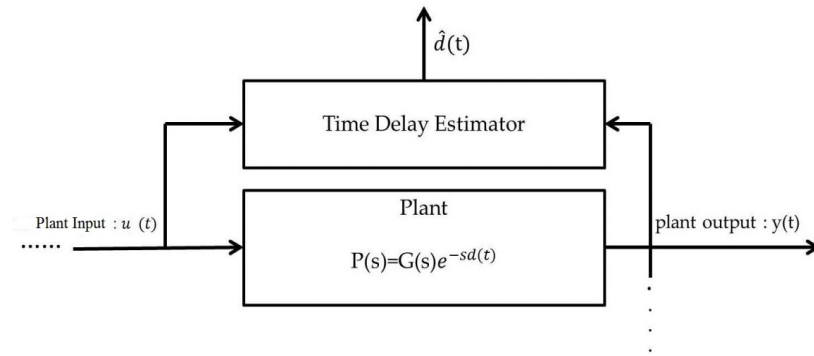 d̂(t)
Time Delay Estimator
Plant Input : u (t)
Plant
plant output : y(t)
P(s)=G(s)e^{-sd(t)}